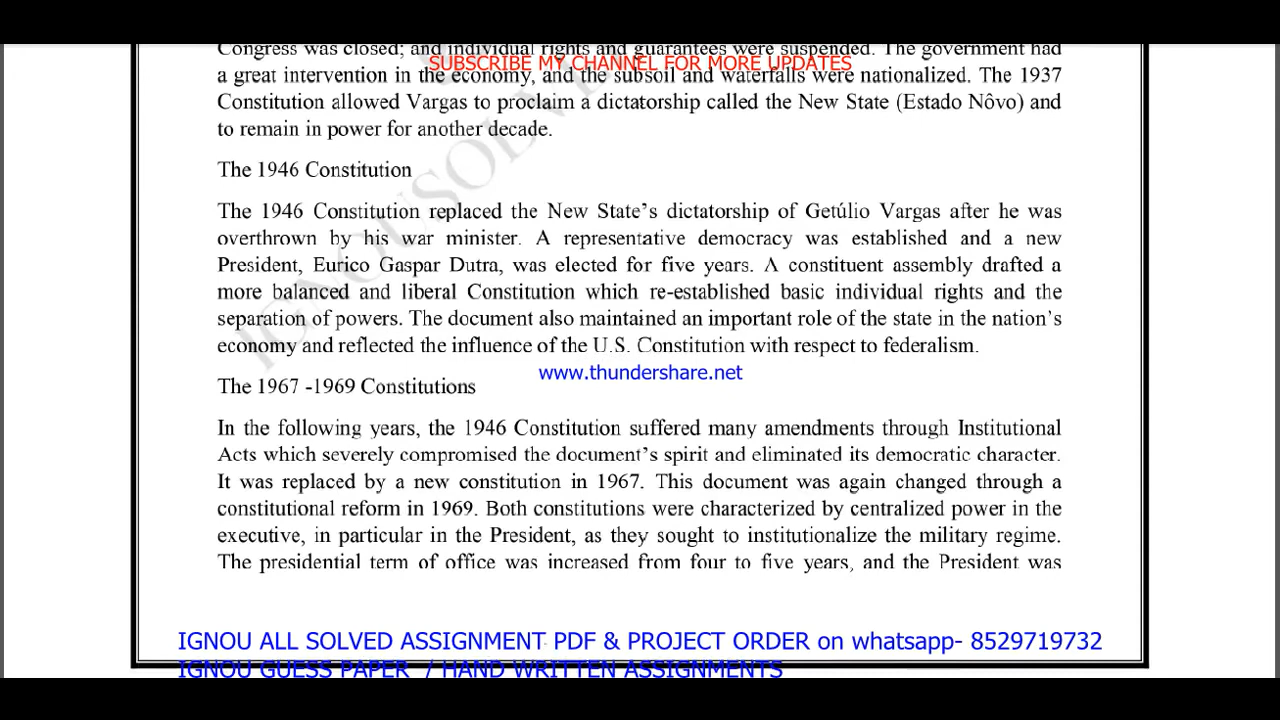 Congress was closed; and individual rights and guarantees were suspended. The government had
SUBSCRIBE MY CHANNEL FOR MORE UPDATES
a great intervention in the economy, and the subsoil and waterfalls were nationalized. The 1937
Constitution allowed Vargas to proclaim a dictatorship called the New State (Estado Nôvo) and
to remain in power for another decade.
The 1946 Constitution
The 1946 Constitution replaced the New State's dictatorship of Getúlio Vargas after he was
overthrown by his war minister. A representative democracy was established and a new
President, Eurico Gaspar Dutra, was elected for five years. A constituent assembly drafted a
more balanced and liberal Constitution which re-established basic individual rights and the
separation of powers. The document also maintained an important role of the state in the nation's
economy and reflected the influence of the U.S. Constitution with respect to federalism.
www.thundershare.net
The 1967 -1969 Constitutions
In the following years, the 1946 Constitution suffered many amendments through Institutional
Acts which severely compromised the document's spirit and eliminated its democratic character.
It was replaced by a new constitution in 1967. This document was again changed through a
constitutional reform in 1969. Both constitutions were characterized by centralized power in the
executive, in particular in the President, as they sought to institutionalize the military regime.
The presidential term of office was increased from four to five years, and the President was
IGNOU ALL SOLVED ASSIGNMENT PDF & PROJECT ORDER on whatsapp- 8529719732
IGNOU GUESS PAPER / HAND WRITTEN ASSIGNMENTS